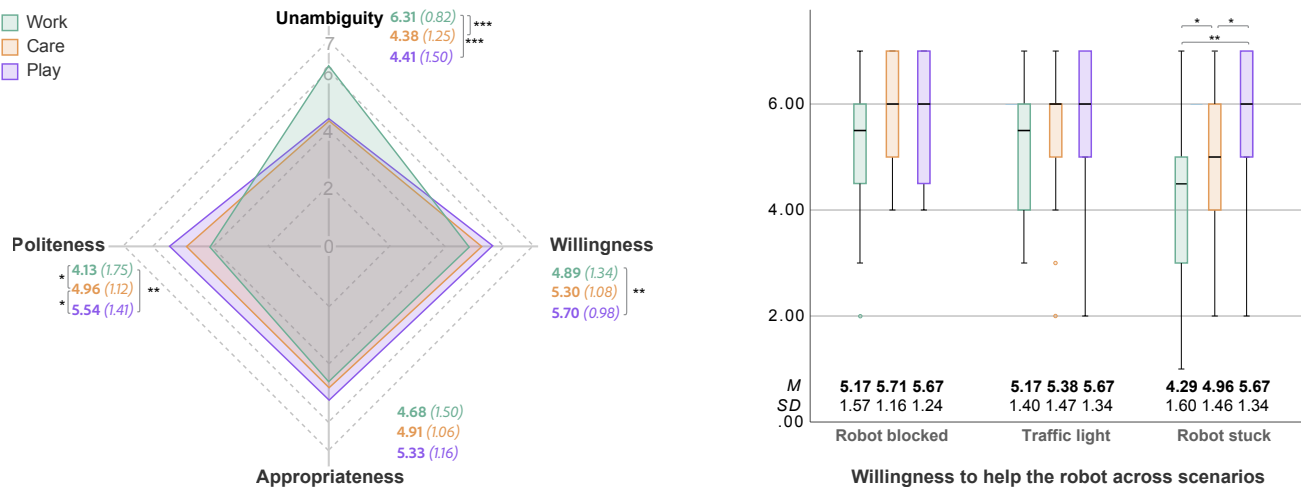 Work
Care
Play
Unambiguity
6.31 (0.82)
4.38 (1.25)
4.41 (1.50)
***
***
7
6
4
2
0
Politeness
4.13 (1.75)
4.96 (1.12)
5.54 (1.41)
*
*
**
Willingness
4.89 (1.34)
5.30 (1.08)
5.70 (0.98)
**
4.68 (1.50)
4.91 (1.06)
5.33 (1.16)
Appropriateness
* *
**
6.00
4.00
2.00
.00
M 5.17 5.71 5.67 5.17 5.38 5.67 4.29 4.96 5.67
SD 1.57 1.16 1.24 1.40 1.47 1.34 1.60 1.46 1.34
Robot blocked Traffic light Robot stuck
Willingness to help the robot across scenarios